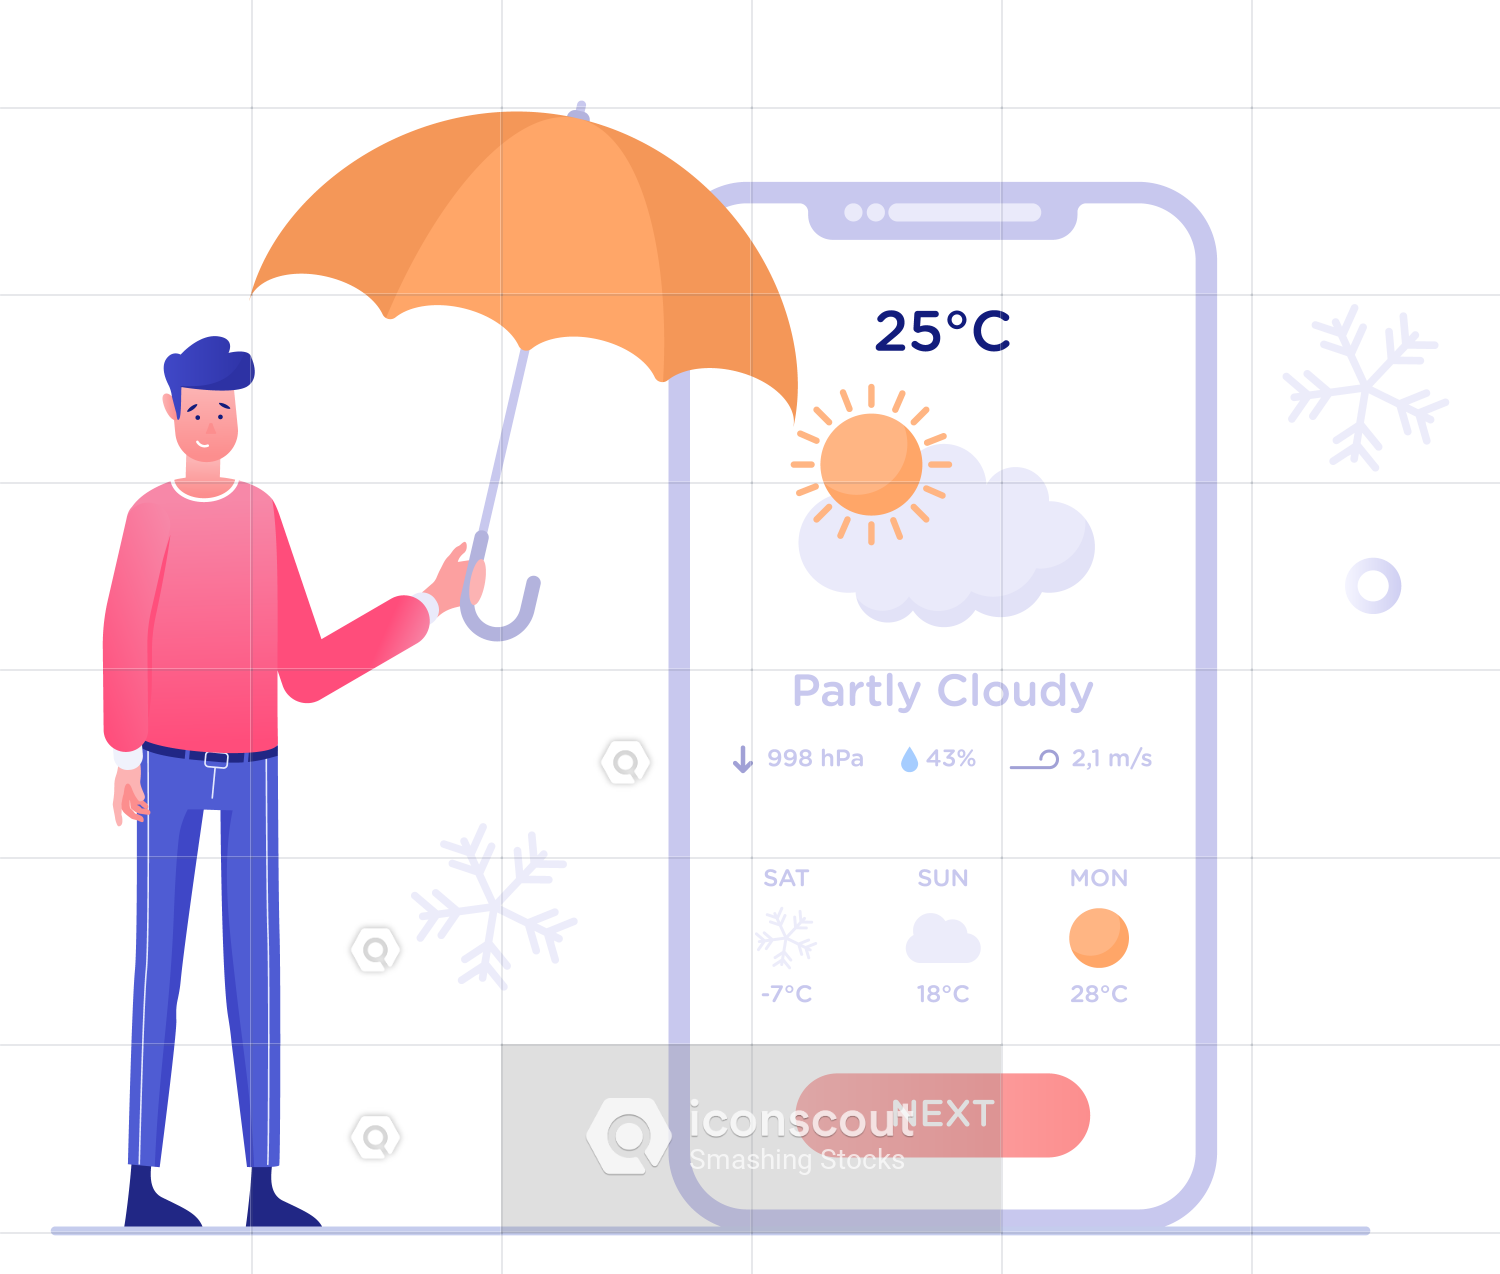 25°C
Partly Cloudy
998 hPa 43% 2,1 m/s
SAT SUN MON
-7°C 18°C 28°C
NEXT
iconscout
Smashing Stocks